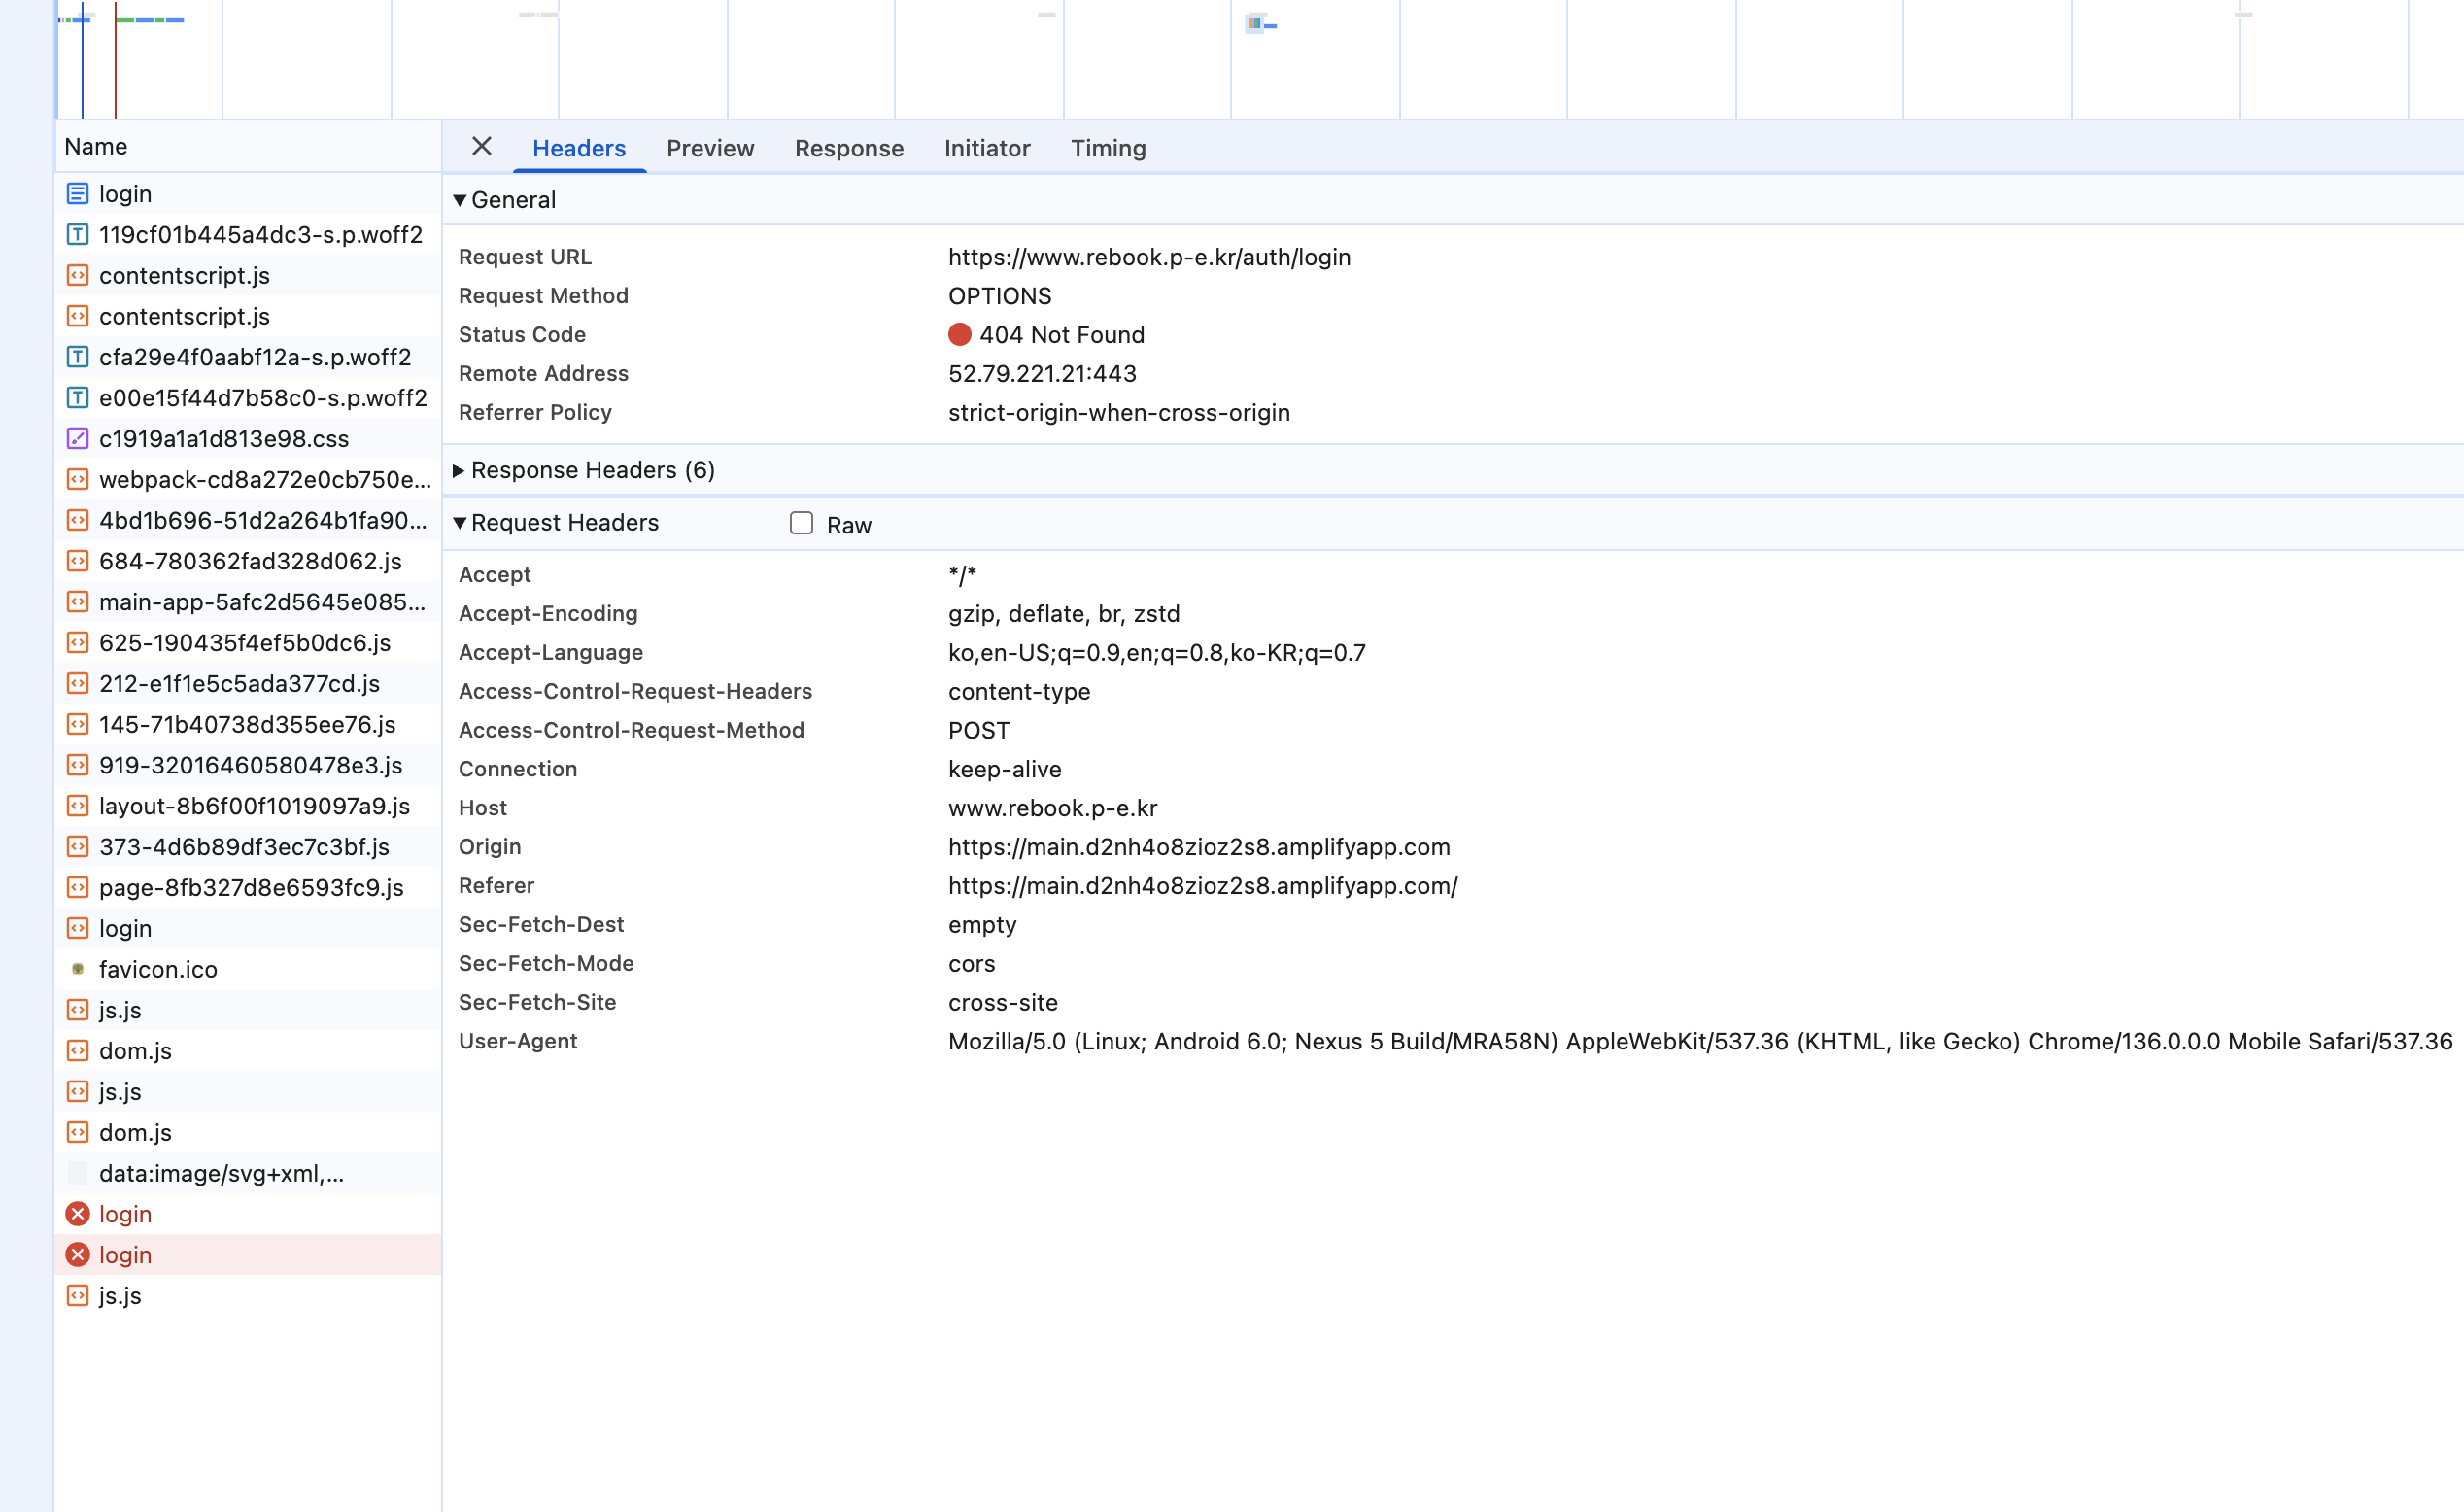 Name
login
119cf01b445a4dc3-s.p.woff2
contentscript.js
contentscript.js
cfa29e4f0aabf12a-s.p.woff2
e00e15f44d7b58c0-s.p.woff2
c1919a1a1d813e98.css
webpack-cd8a272e0cb750e...
4bd1b696-51d2a264b1fa90...
684-780362fad328d062.js
main-app-5afc2d5645e085...
625-190435f4ef5b0dc6.js
212-e1f1e5c5ada377cd.js
145-71b40738d355ee76.js
919-32016460580478e3.js
layout-8b6f00f1019097a9.js
373-4d6b89df3ec7c3bf.js
page-8fb327d8e6593fc9.js
login
favicon.ico
js.js
dom.js
js.js
dom.js
data:image/svg+xml,...
login
login
js.js
Headers Preview Response Initiator Timing
General
Request URL https://www.rebook.p-e.kr/auth/login
Request Method OPTIONS
Status Code 404 Not Found
Remote Address 52.79.221.21:443
Referrer Policy strict-origin-when-cross-origin
Response Headers (6)
Request Headers Raw
Accept */*
Accept-Encoding gzip, deflate, br, zstd
Accept-Language ko,en-US;q=0.9,en;q=0.8,ko-KR;q=0.7
Access-Control-Request-Headers content-type
Access-Control-Request-Method POST
Connection keep-alive
Host www.rebook.p-e.kr
Origin https://main.d2nh4o8zioz2s8.amplifyapp.com
Referer https://main.d2nh4o8zioz2s8.amplifyapp.com/
Sec-Fetch-Dest empty
Sec-Fetch-Mode cors
Sec-Fetch-Site cross-site
User-Agent Mozilla/5.0 (Linux; Android 6.0; Nexus 5 Build/MRA58N) AppleWebKit/537.36 (KHTML, like Gecko) Chrome/136.0.0.0 Mobile Safari/537.36